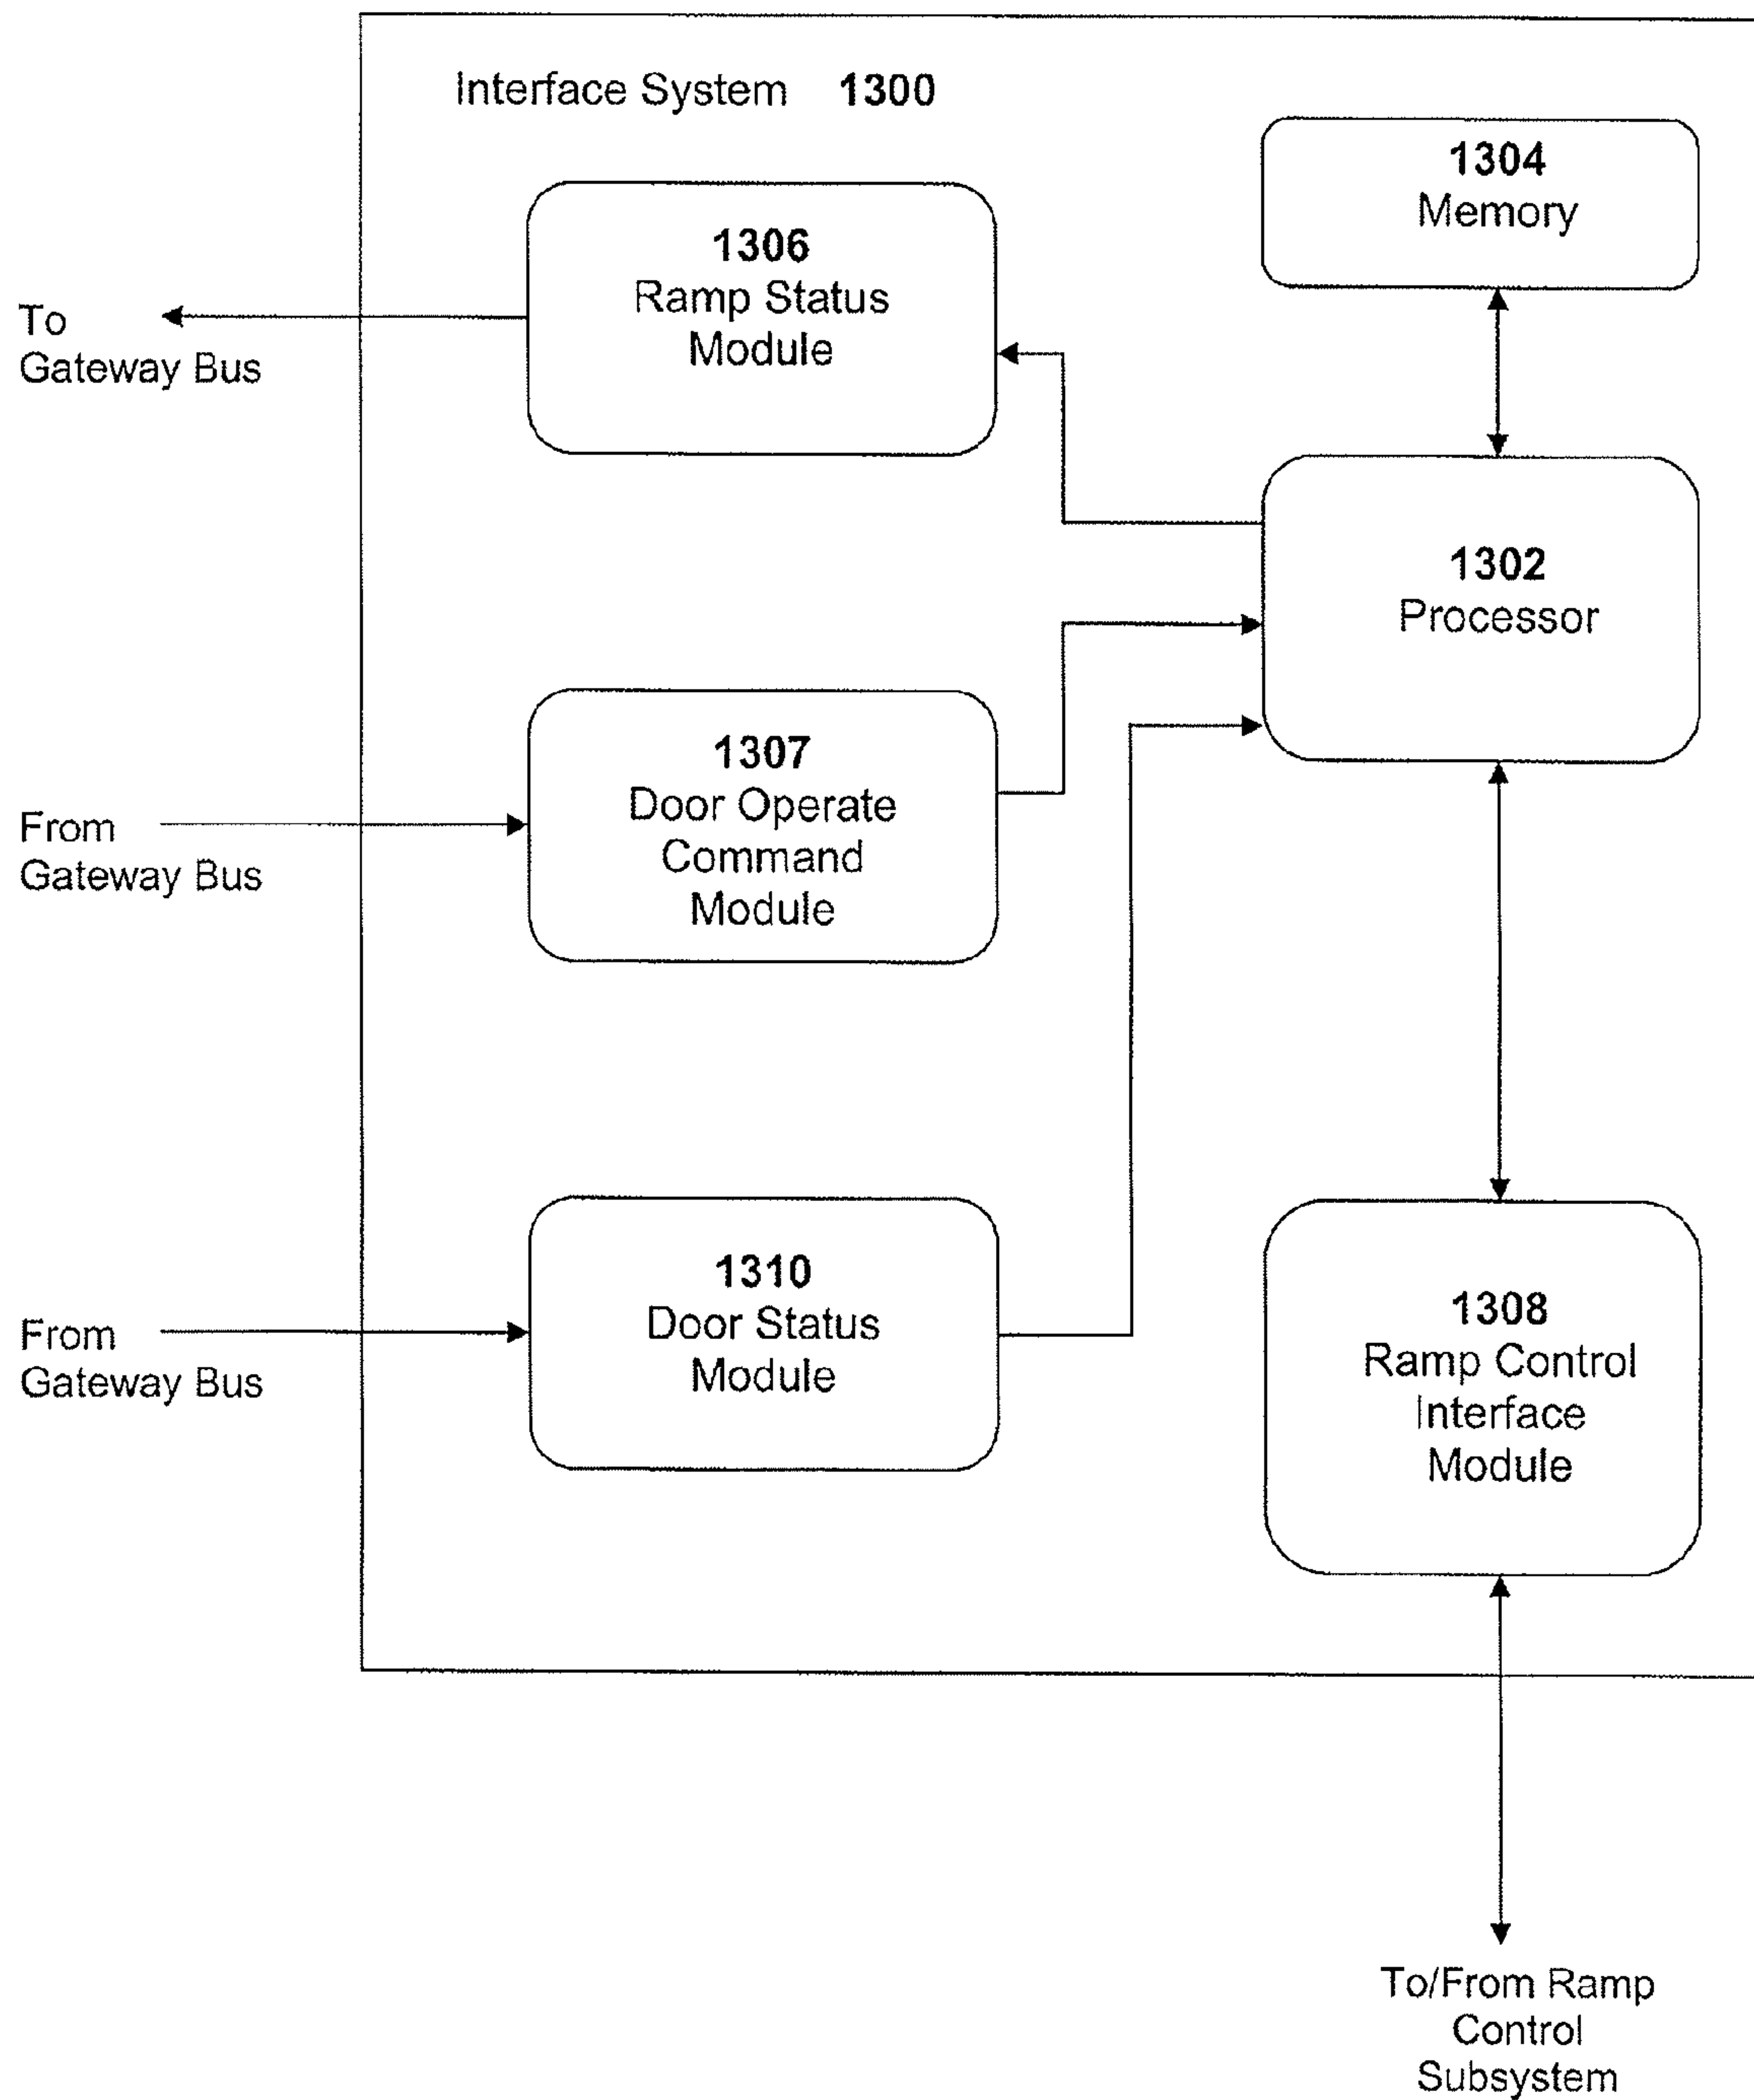 Interface System 1300
1304
Memory
1306
Ramp Status
Module
To
Gateway Bus
1302
Processor
1307
Door Operate
Command
Module
From
Gateway Bus
1310
Door Status
Module
From
Gateway Bus
1308
Ramp Control
Interface
Module
To/From Ramp
Control
Subsystem